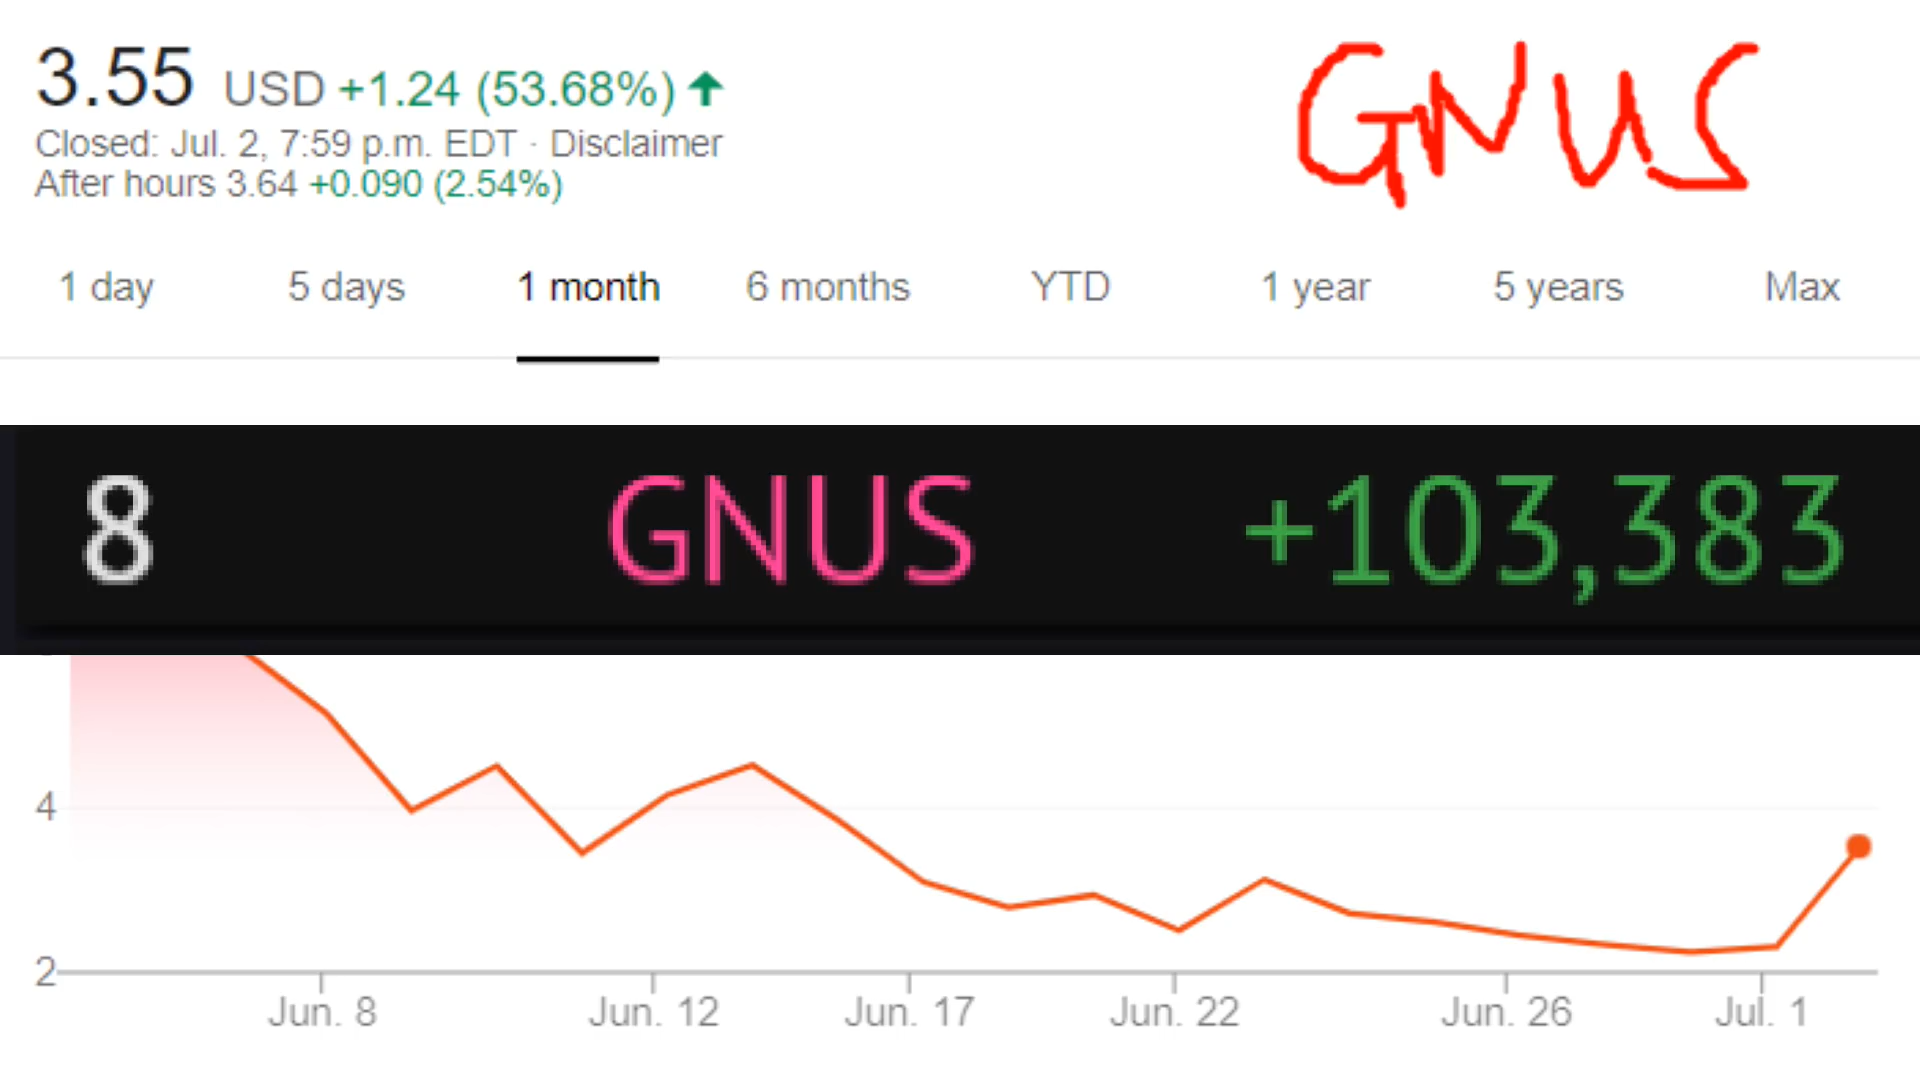 3.55 USD +1.24 (53.68%)
GNUS
Closed: Jul. 2, 7:59 p.m. EDT · Disclaimer
After hours 3.64 +0.090 (2.54%)
1 day 5 days 1 month 6 months YTD 1 year 5 years Max
8 GNUS +103,383
4
2
Jun. 8 Jun. 12 Jun. 17 Jun. 22 Jun. 26 Jul. 1